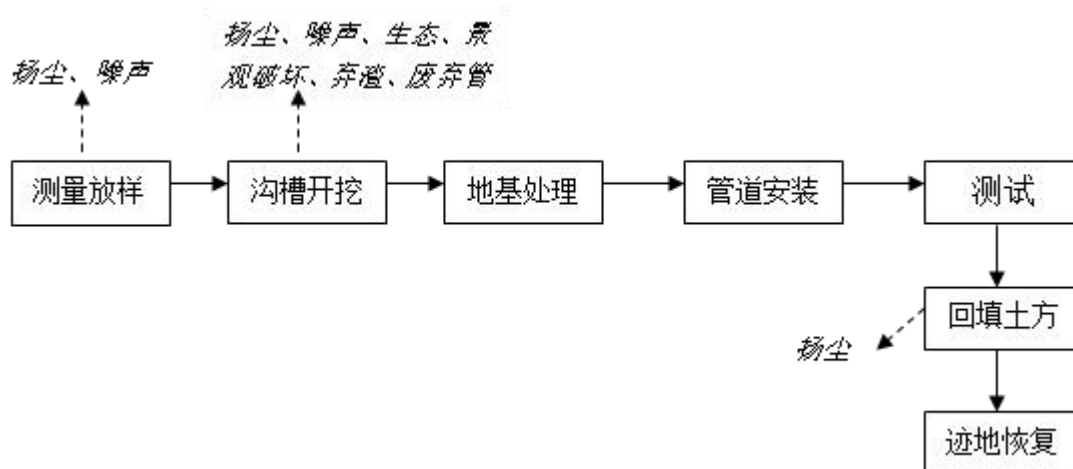 扬尘、噪声、生态、景
观破坏、弃渣、废弃管
扬尘、噪声
测量放样
沟槽开挖
地基处理
管道安装
测试
回填土方
扬尘
迹地恢复